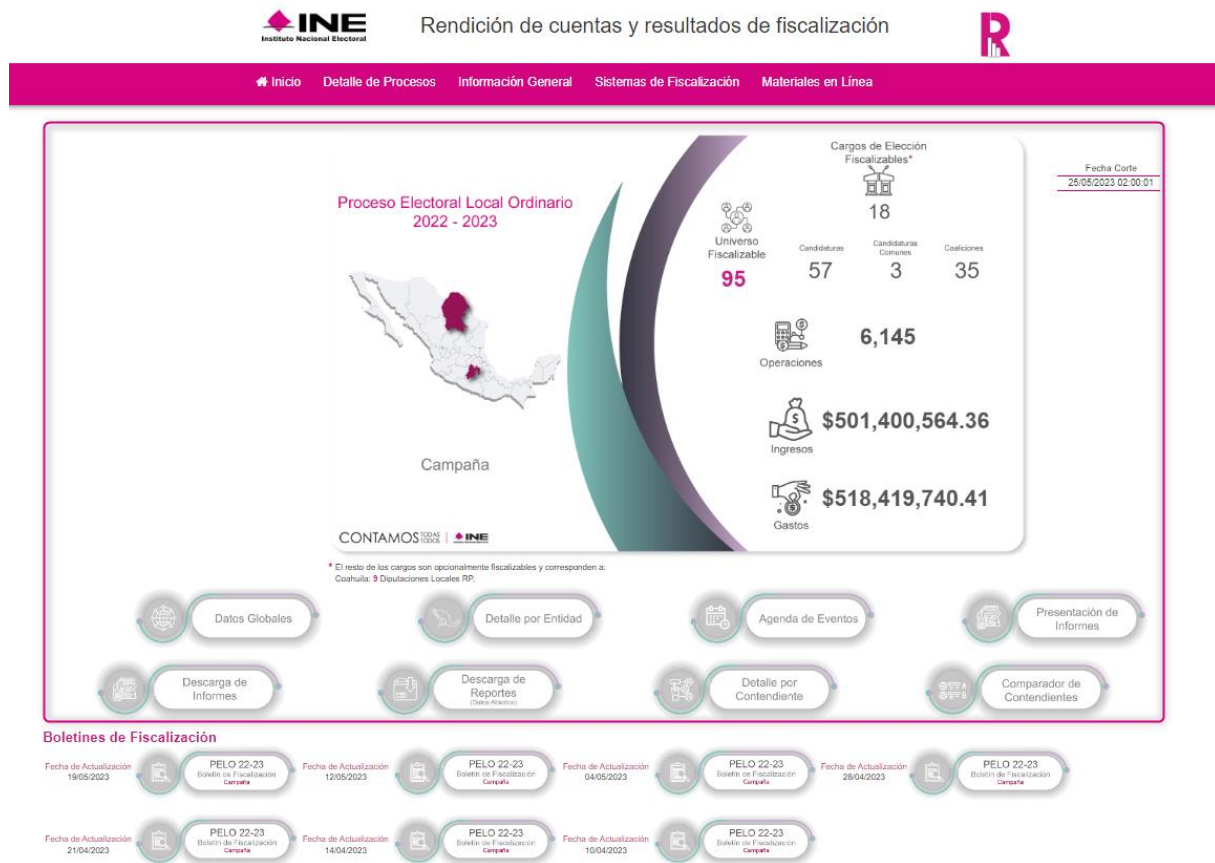 INE
Instituto Nacional Electoral
Rendición de cuentas y resultados de fiscalización
R
Inicio Detalle de Procesos Información General Sistemas de Fiscalización Materiales en Línea
Fecha Corte
25/05/2023 02:00:01
Proceso Electoral Local Ordinario
2022 - 2023
Campaña
CONTAMOS TODAS TODOS | INE
Cargos de Elección
Fiscalizables*
18
Universo
Fiscalizable
95
Candidaturas
57
Candidaturas
Comunes
3
Coaliciones
35
Operaciones
6,145
Ingresos
$501,400,564.36
Gastos
$518,419,740.41
* El resto de los cargos son opcionalmente fiscalizables y corresponden a:
Coahuila: 9 Diputaciones Locales RP.
Datos Globales
Detalle por Entidad
Agenda de Eventos
Presentación de
Informes
Descarga de
Informes
Descarga de
Reportes
(Datos Abiertos)
Detalle por
Contendiente
Comparador de
Contendientes
Boletines de Fiscalización
Fecha de Actualización
19/05/2023
PELO 22-23
Boletín de Fiscalización
Campaña
Fecha de Actualización
12/05/2023
PELO 22-23
Boletín de Fiscalización
Campaña
Fecha de Actualización
04/05/2023
PELO 22-23
Boletín de Fiscalización
Campaña
Fecha de Actualización
28/04/2023
PELO 22-23
Boletín de Fiscalización
Campaña
Fecha de Actualización
21/04/2023
PELO 22-23
Boletín de Fiscalización
Campaña
Fecha de Actualización
14/04/2023
PELO 22-23
Boletín de Fiscalización
Campaña
Fecha de Actualización
10/04/2023
PELO 22-23
Boletín de Fiscalización
Campaña